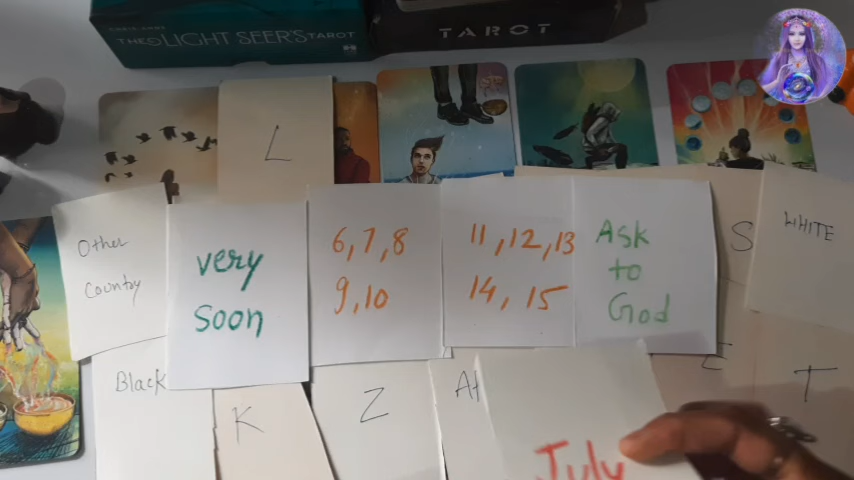 THE LIGHT SEER'S TAROT
TAROT
L
Other
Country
very
soon
6,7,8
9,10
11,12,13
14, 15
Ask
to
God
S
WHITE
Black
K
Z
T
July